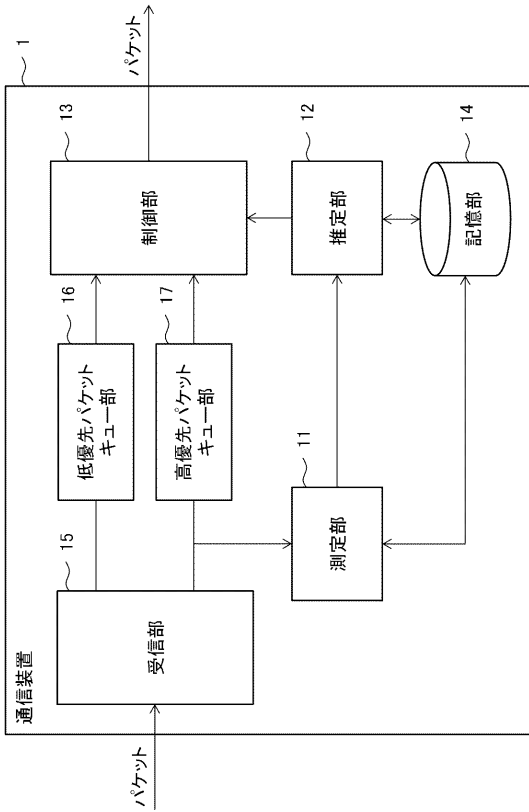 通信装置
1
パケット
受信部
15
低優先パケット
キュー部
16
高優先パケット
キュー部
17
制御部
13
パケット
測定部
11
推定部
12
記憶部
14